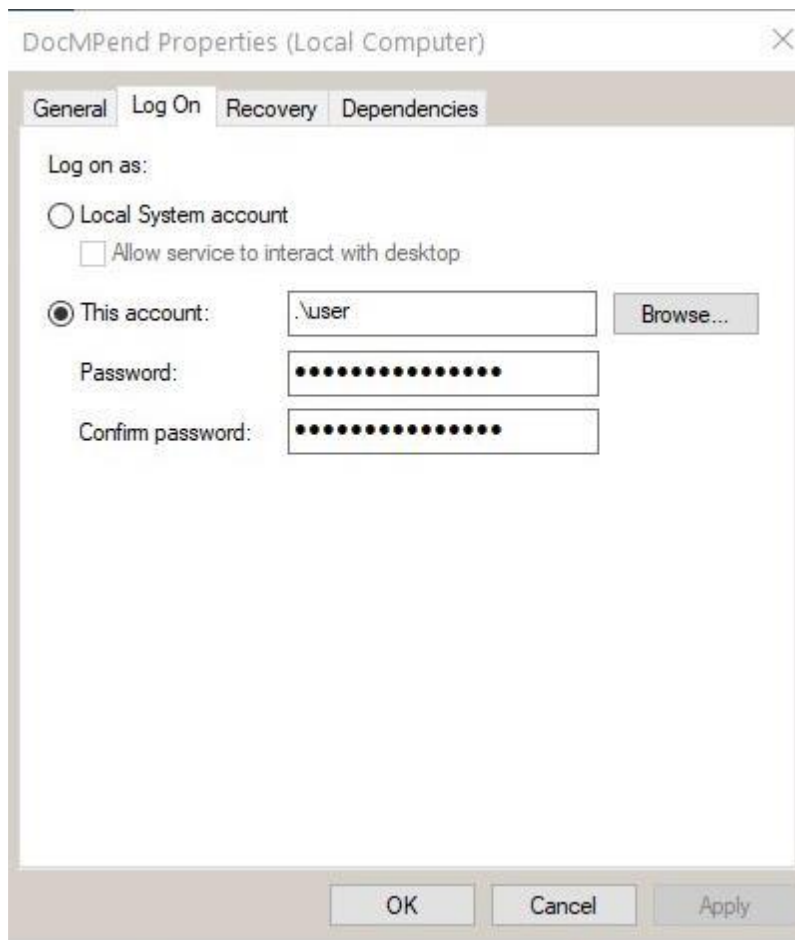 DocMPend Properties (Local Computer)
General Log On Recovery Dependencies
Log on as:
Local System account
Allow service to interact with desktop
This account: .\user Browse...
Password: •••••••••••••••
Confirm password: •••••••••••••••
OK Cancel Apply